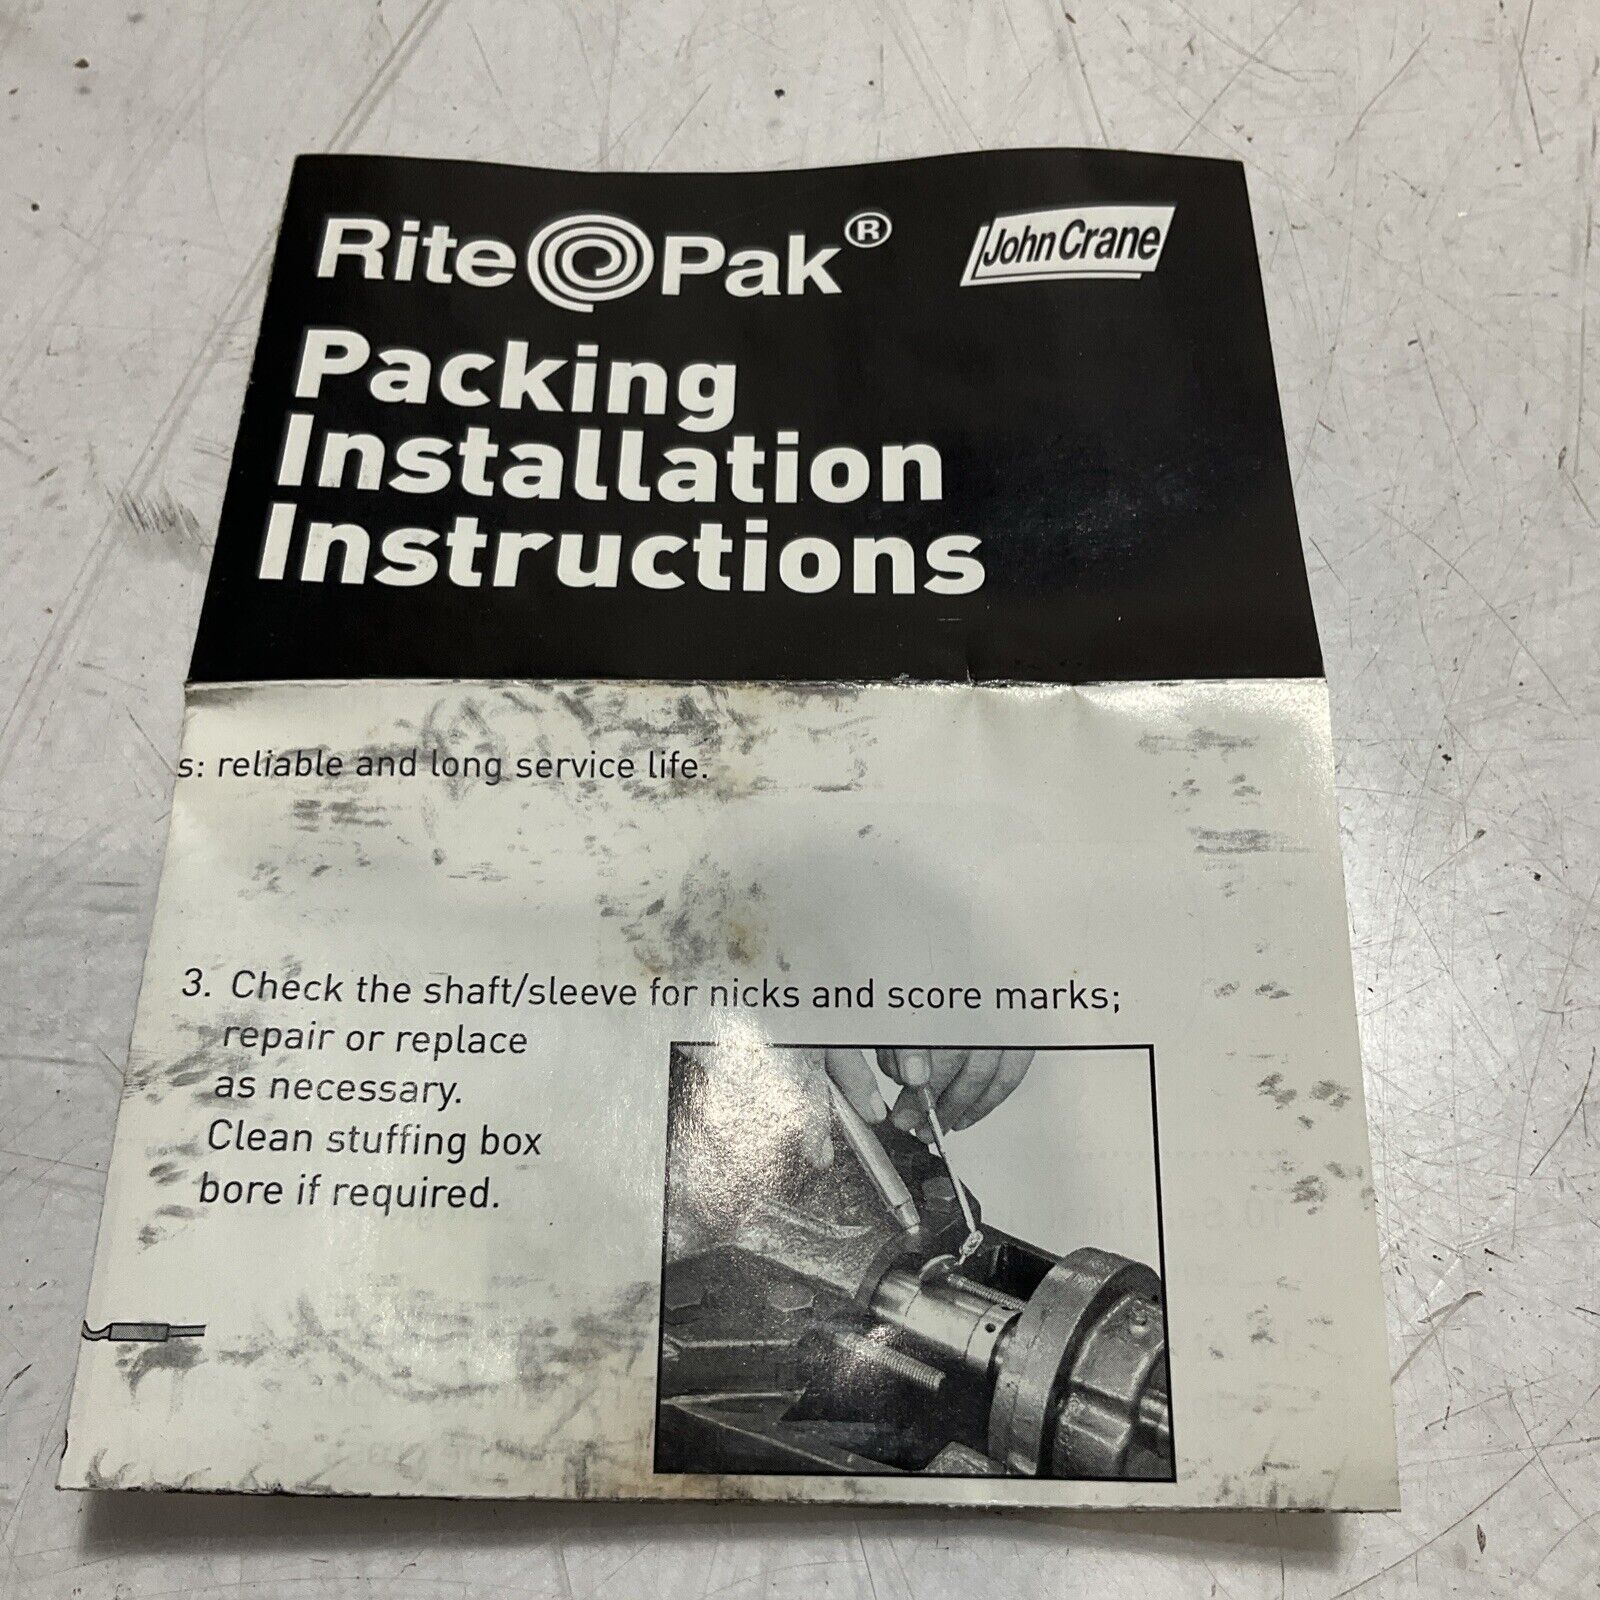 Rite Pak®
John Crane
Packing
Installation
Instructions
s: reliable and long service life.
3. Check the shaft/sleeve for nicks and score marks;
repair or replace
as necessary.
Clean stuffing box
bore if required.